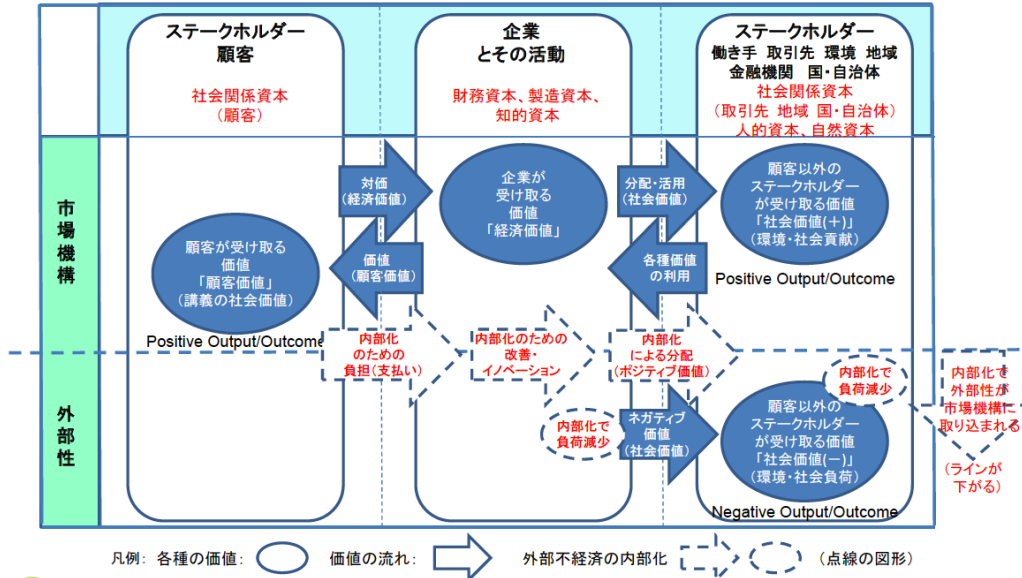 ステークホルダー
顧客
社会関係資本
(顧客)
企業
とその活動
財務資本、製造資本、
知的資本
ステークホルダー
働き手 取引先 環境 地域
金融機関 国・自治体
社会関係資本
(取引先 地域 国・自治体)
人的資本、自然資本
市場機構
外部性
顧客が受け取る
価値
「顧客価値」
(講義の社会価値)
Positive Output/Outcome
対価
(経済価値)
価値
(顧客価値)
企業が
受け取る
価値
「経済価値」
分配・活用
(社会価値)
各種価値
の利用
顧客以外の
ステークホルダー
が受け取る価値
「社会価値(+)」
(環境・社会貢献)
Positive Output/Outcome
内部化
のための
負担(支払い)
内部化のための
改善・
イノベーション
内部化
による分配
(ポジティブ価値)
内部化で
負荷減少
ネガティブ
価値
(社会価値)
顧客以外の
ステークホルダー
が受け取る価値
「社会価値(-)」
(環境・社会負荷)
Negative Output/Outcome
内部化で
負荷減少
内部化で
外部性が
市場機構に
取り込まれる
(ラインが
下がる)
凡例: 各種の価値: 価値の流れ: 外部不経済の内部化 (点線の図形)